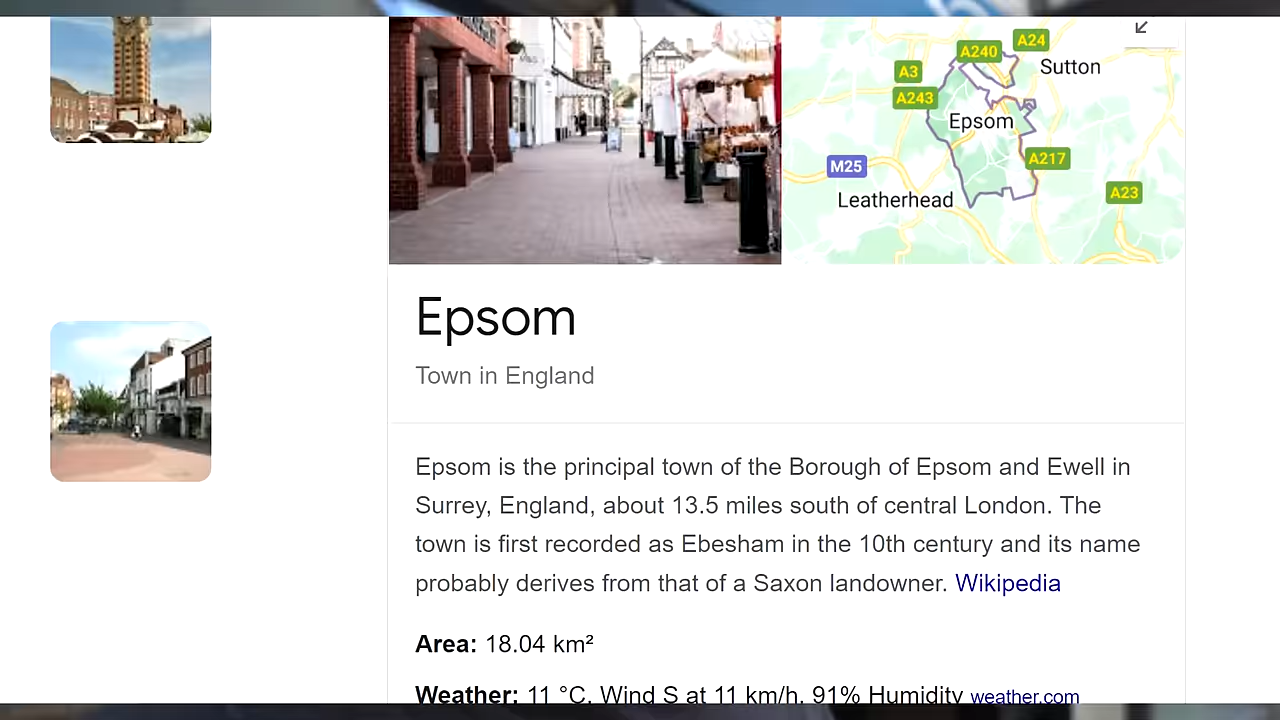 A24
A240
Sutton
A3
A243
Epsom
A217
M25
A23
Leatherhead
Epsom
Town in England
Epsom is the principal town of the Borough of Epsom and Ewell in
Surrey, England, about 13.5 miles south of central London. The
town is first recorded as Ebesham in the 10th century and its name
probably derives from that of a Saxon landowner. Wikipedia
Area: 18.04 km²
Weather: 11 °C, Wind S at 11 km/h, 91% Humidity weather.com